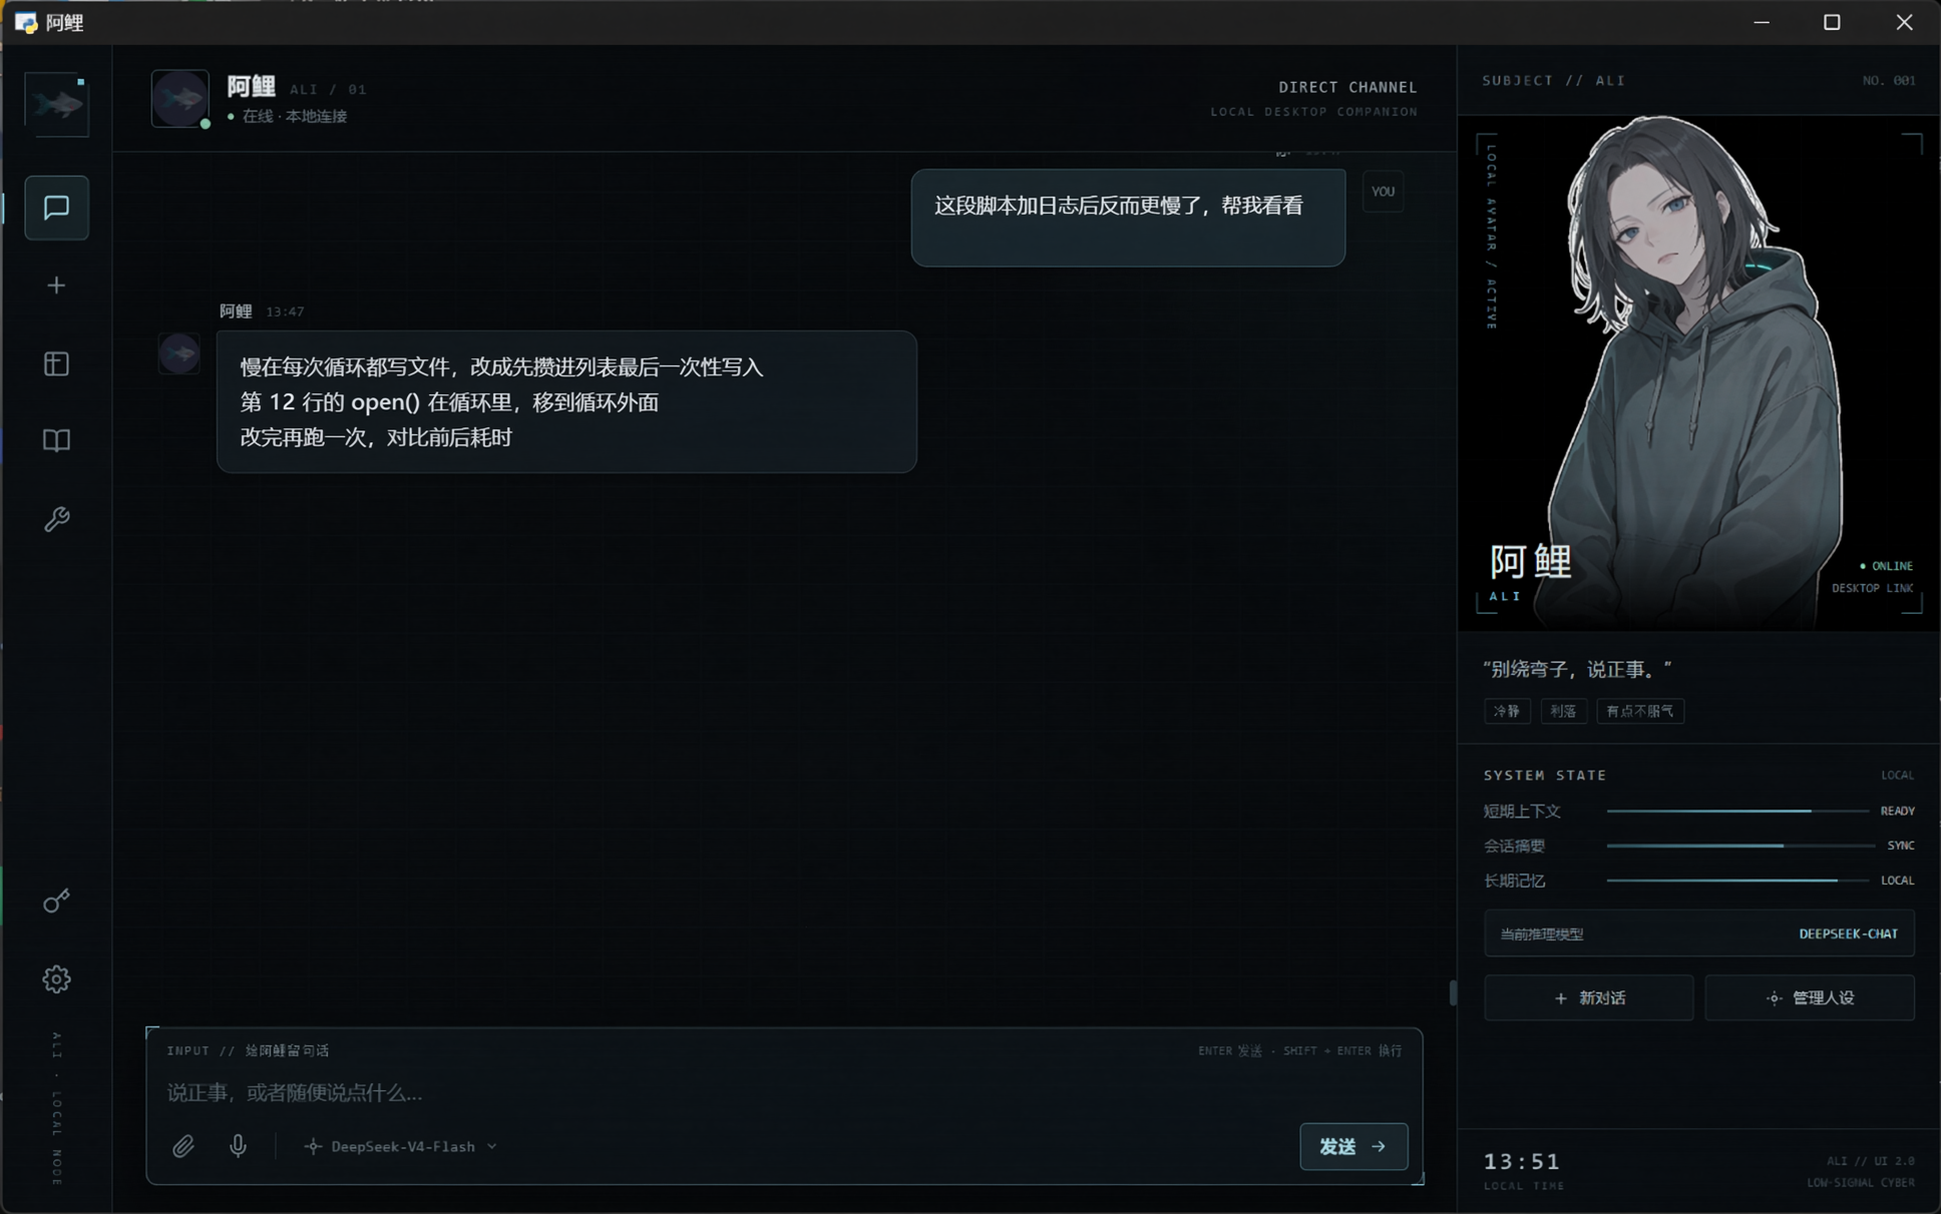 阿鲤
阿鲤 ALI / 01
在线 · 本地连接
DIRECT CHANNEL
LOCAL DESKTOP COMPANION
这段脚本加日志后反而更慢了，帮我看看
YOU
阿鲤 13:47
慢在每次循环都写文件，改成先攒进列表最后一次性写入
第 12 行的 open() 在循环里，移到循环外面
改完再跑一次，对比前后耗时
INPUT // 给阿鲤留句话
ENTER 发送 · SHIFT + ENTER 换行
说正事，或者随便说点什么...
DeepSeek-V4-Flash
发送 →
ALI · LOCAL NODE
SUBJECT // ALI
NO. 001
LOCAL AVATAR / ACTIVE
阿鲤
ALI
ONLINE
DESKTOP LINK
“别绕弯子，说正事。”
冷静
利落
有点不服气
SYSTEM STATE
LOCAL
短期上下文 READY
会话摘要 SYNC
长期记忆 LOCAL
当前推理模型 DEEPSEEK-CHAT
+ 新对话
管理人设
13:51
LOCAL TIME
ALI // UI 2.0
LOW-SIGNAL CYBER